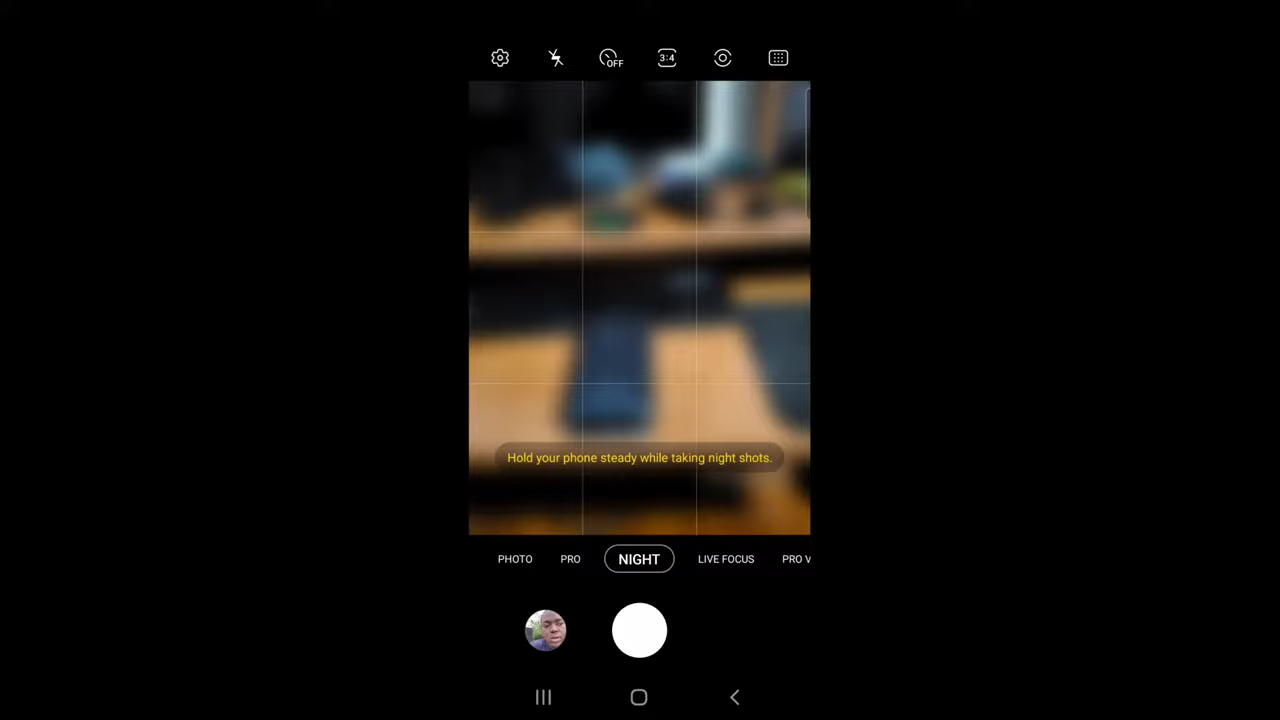 OFF
3:4
Hold your phone steady while taking night shots.
PHOTO PRO NIGHT LIVE FOCUS PRO V